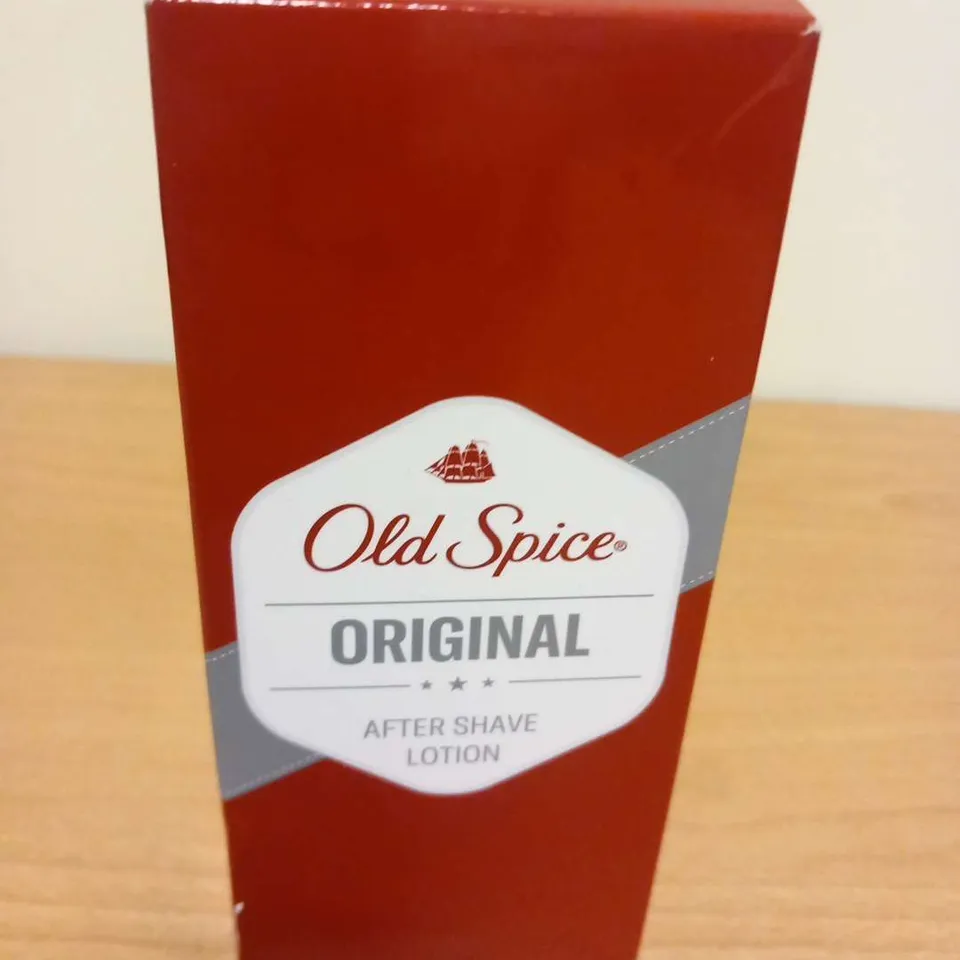 Old Spice®
ORIGINAL
AFTER SHAVE
LOTION